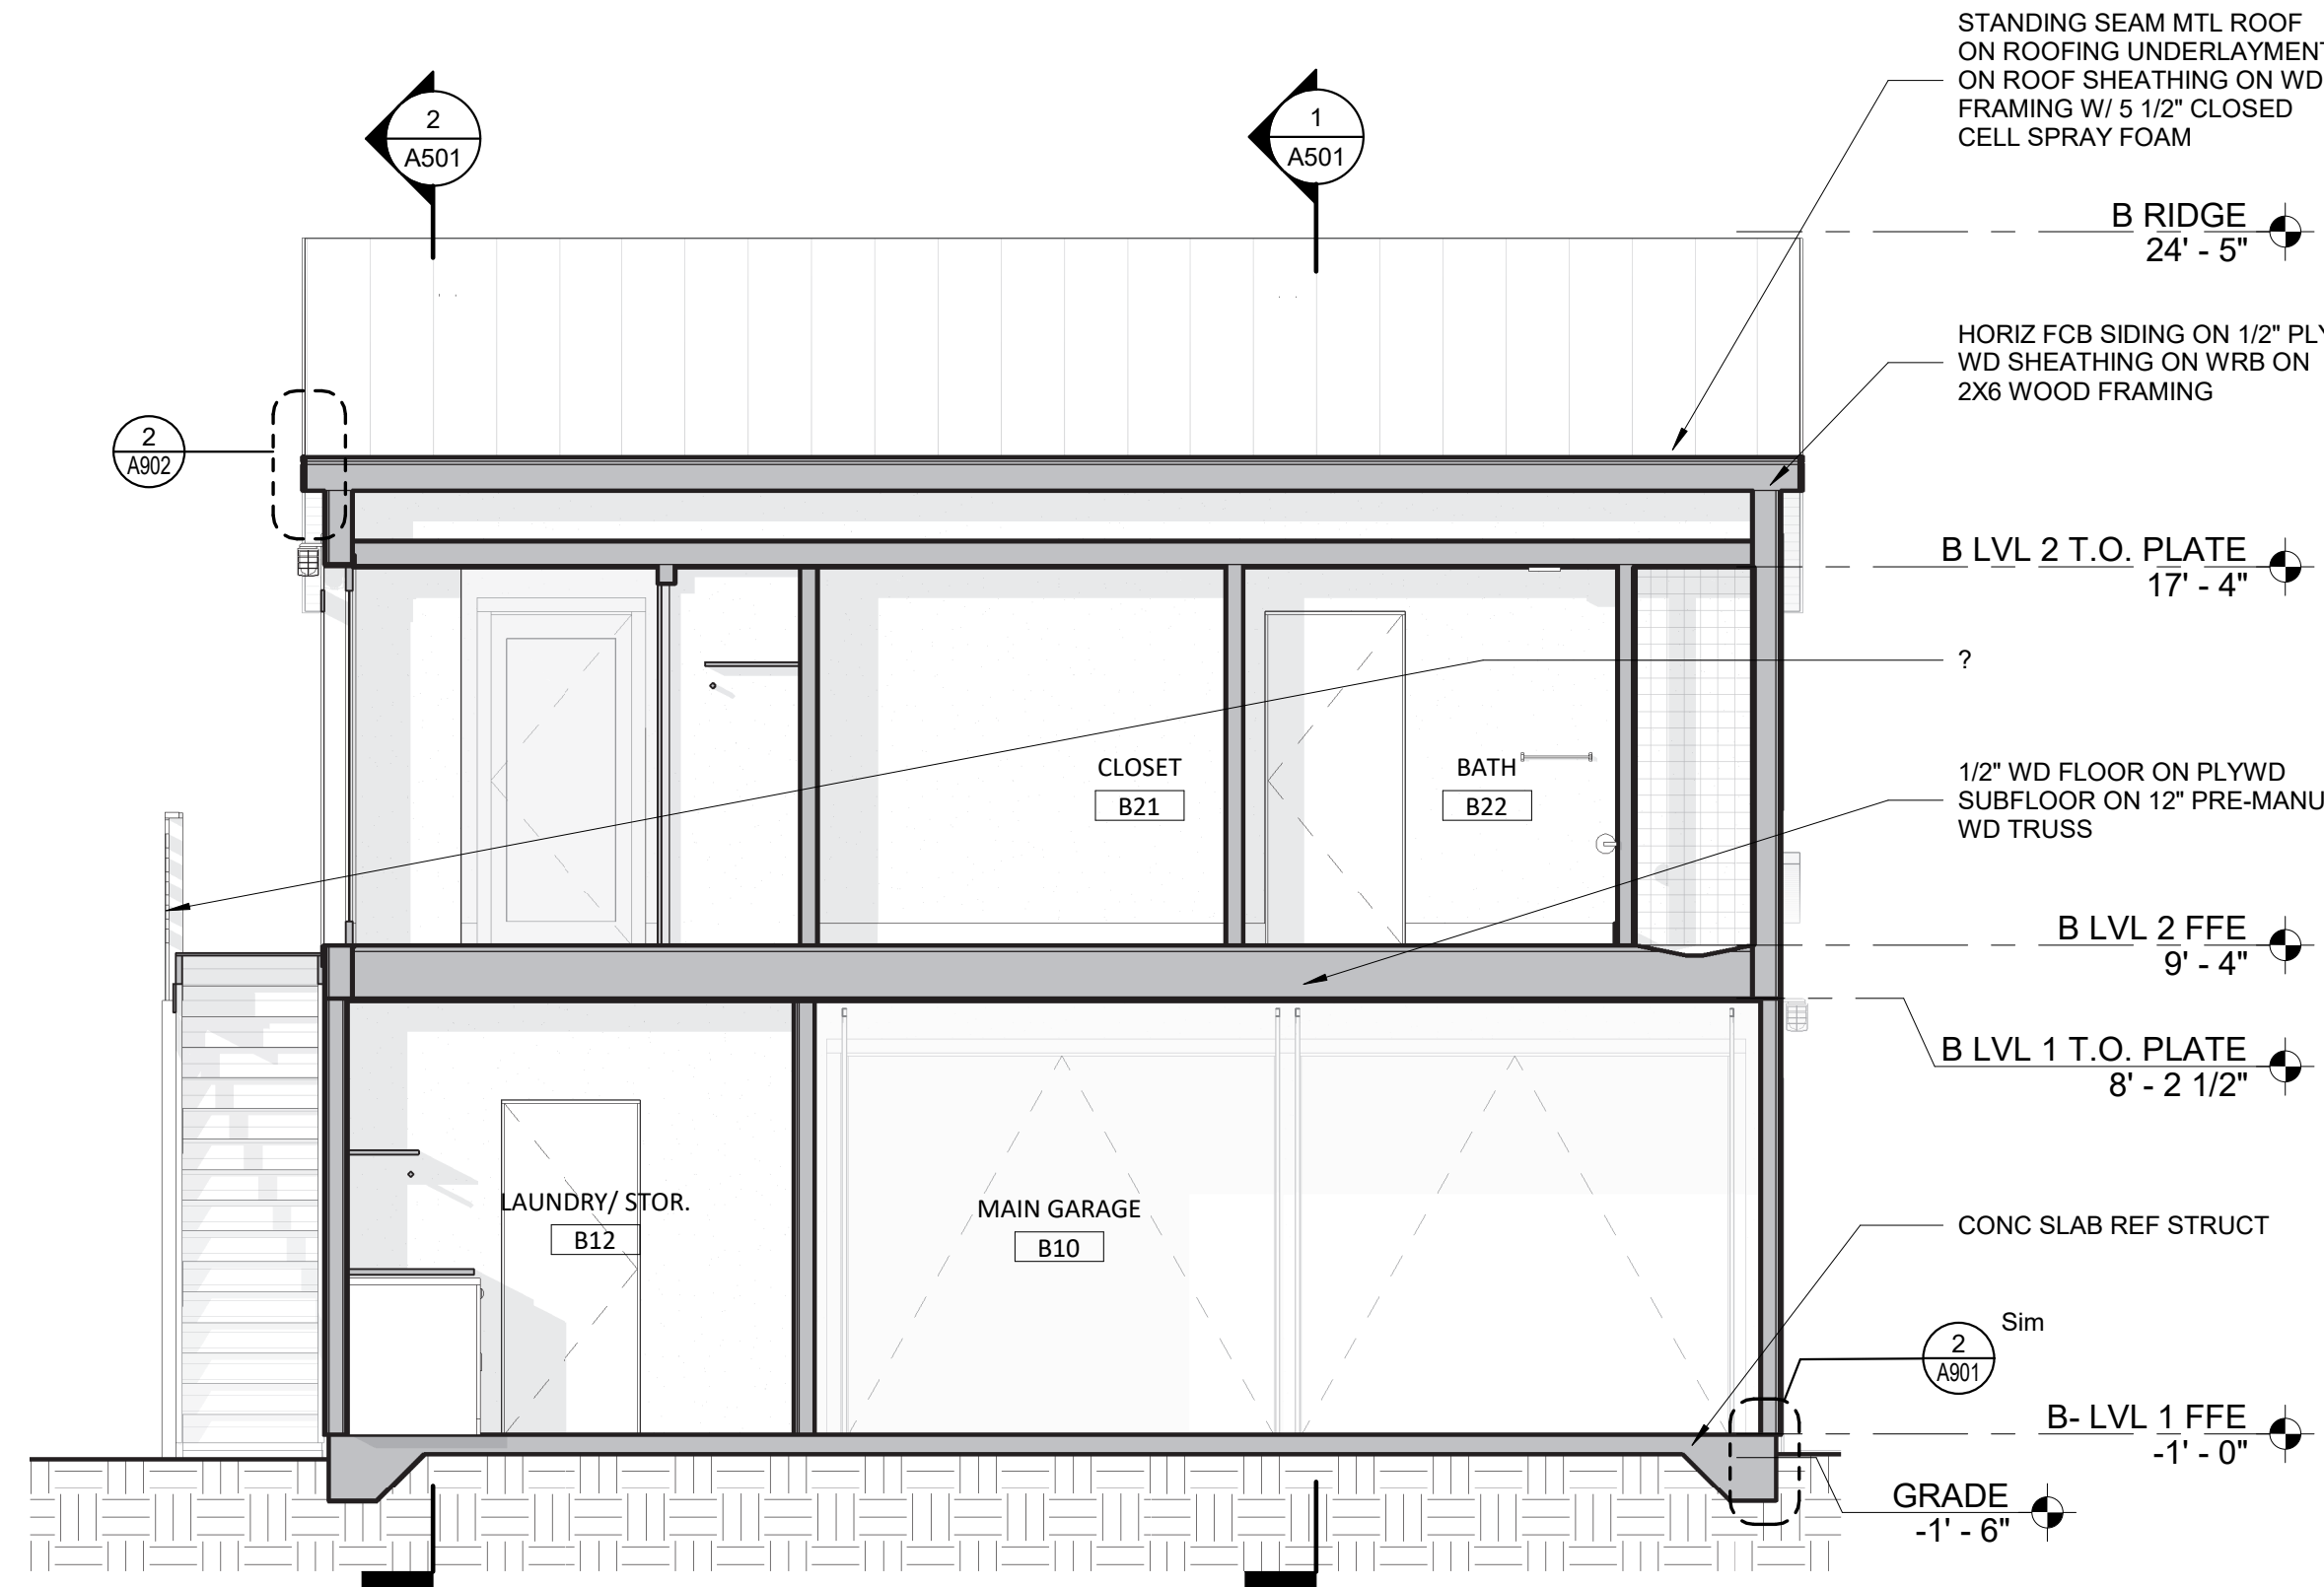 STANDING SEAM MTL ROOF
ON ROOFING UNDERLAYMENT
ON ROOF SHEATHING ON WD
FRAMING W/ 5 1/2" CLOSED
CELL SPRAY FOAM
2
A501
1
A501
B RIDGE
24' - 5"
HORIZ FCB SIDING ON 1/2" PLY
WD SHEATHING ON WRB ON
2X6 WOOD FRAMING
2
A902
B LVL 2 T.O. PLATE
17' - 4"
?
CLOSET
B21
BATH
B22
1/2" WD FLOOR ON PLYWD
SUBFLOOR ON 12" PRE-MANU
WD TRUSS
B LVL 2 FFE
9' - 4"
B LVL 1 T.O. PLATE
8' - 2 1/2"
LAUNDRY/ STOR.
B12
MAIN GARAGE
B10
CONC SLAB REF STRUCT
Sim
2
A901
B- LVL 1 FFE
-1' - 0"
GRADE
-1' - 6"